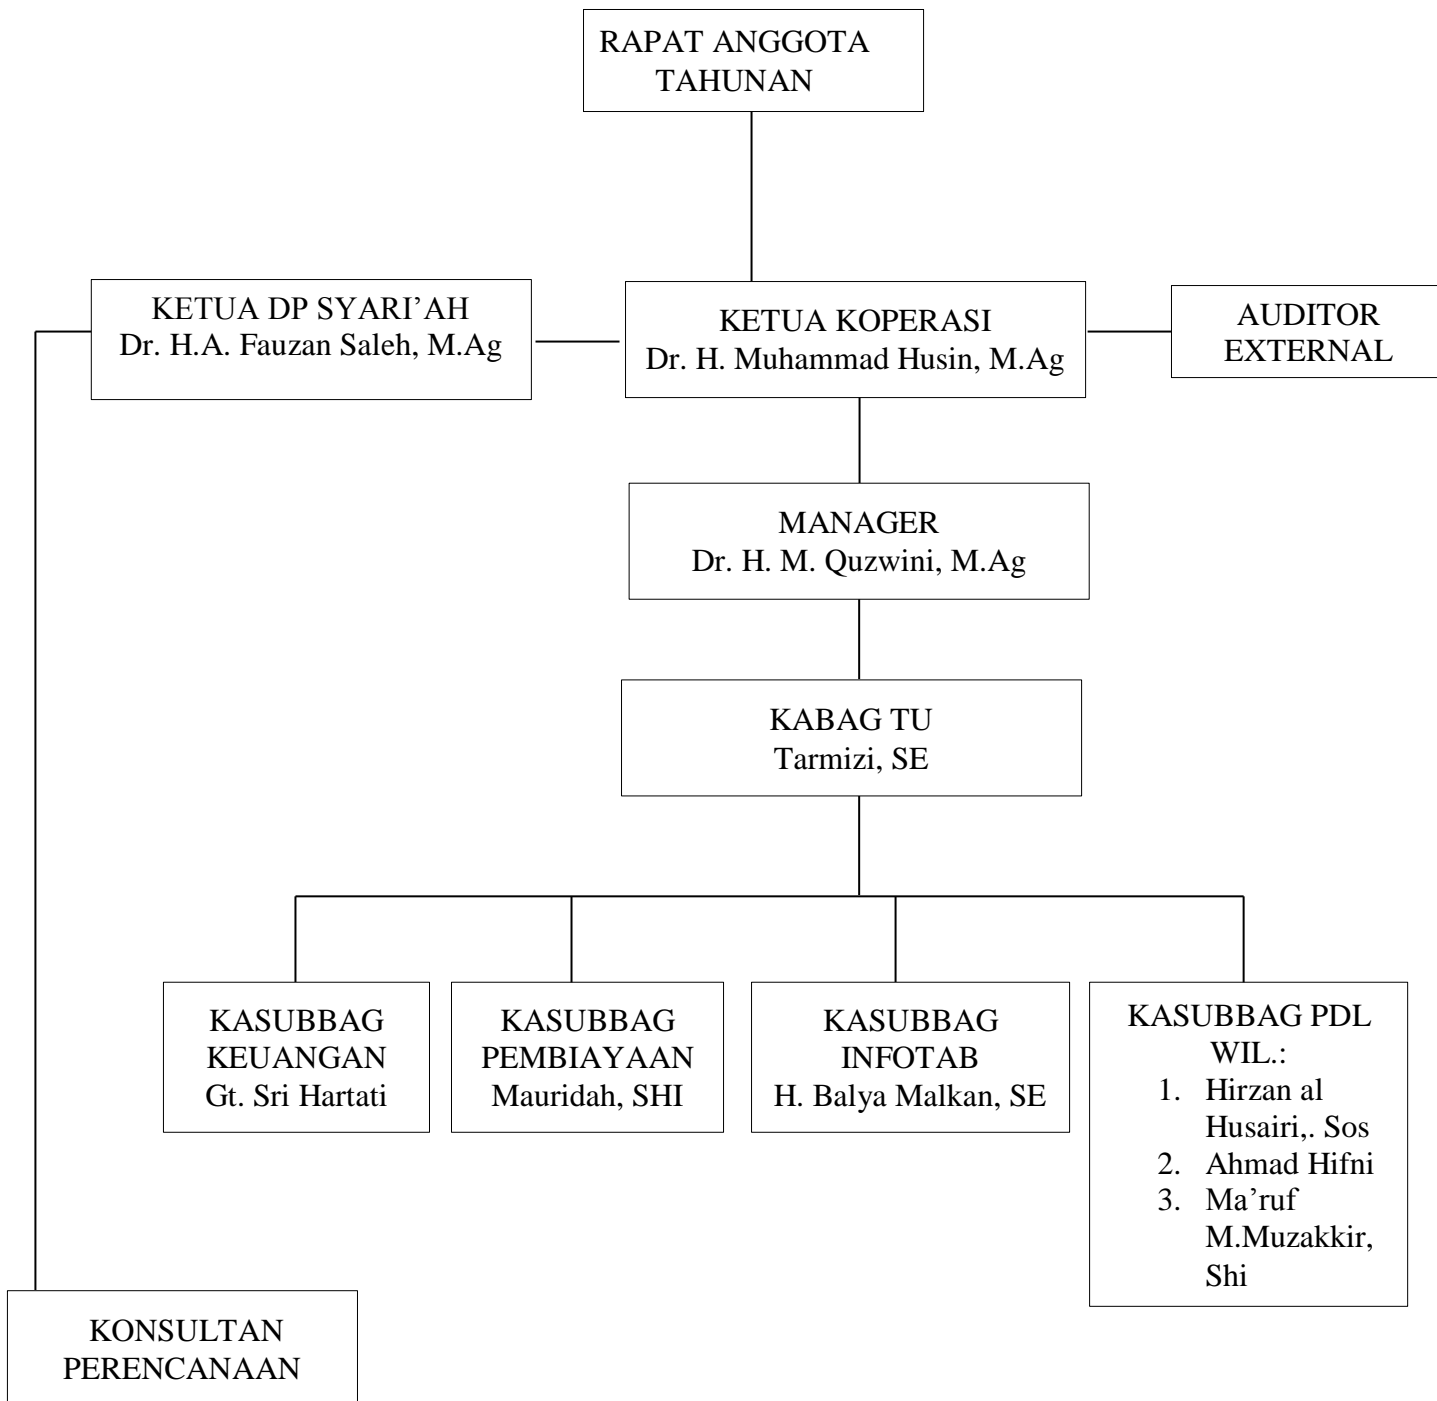 RAPAT ANGGOTA
TAHUNAN
KETUA DP SYARI’AH
Dr. H.A. Fauzan Saleh, M.Ag
KETUA KOPERASI
Dr. H. Muhammad Husin, M.Ag
AUDITOR
EXTERNAL
MANAGER
Dr. H. M. Quzwini, M.Ag
KABAG TU
Tarmizi, SE
KASUBBAG
KEUANGAN
Gt. Sri Hartati
KASUBBAG
PEMBIAYAAN
Mauridah, SHI
KASUBBAG
INFOTAB
H. Balya Malkan, SE
KASUBBAG PDL
WIL.:
1. Hirzan al
Husairi,. Sos
2. Ahmad Hifni
3. Ma’ruf
M.Muzakkir,
Shi
KONSULTAN
PERENCANAAN